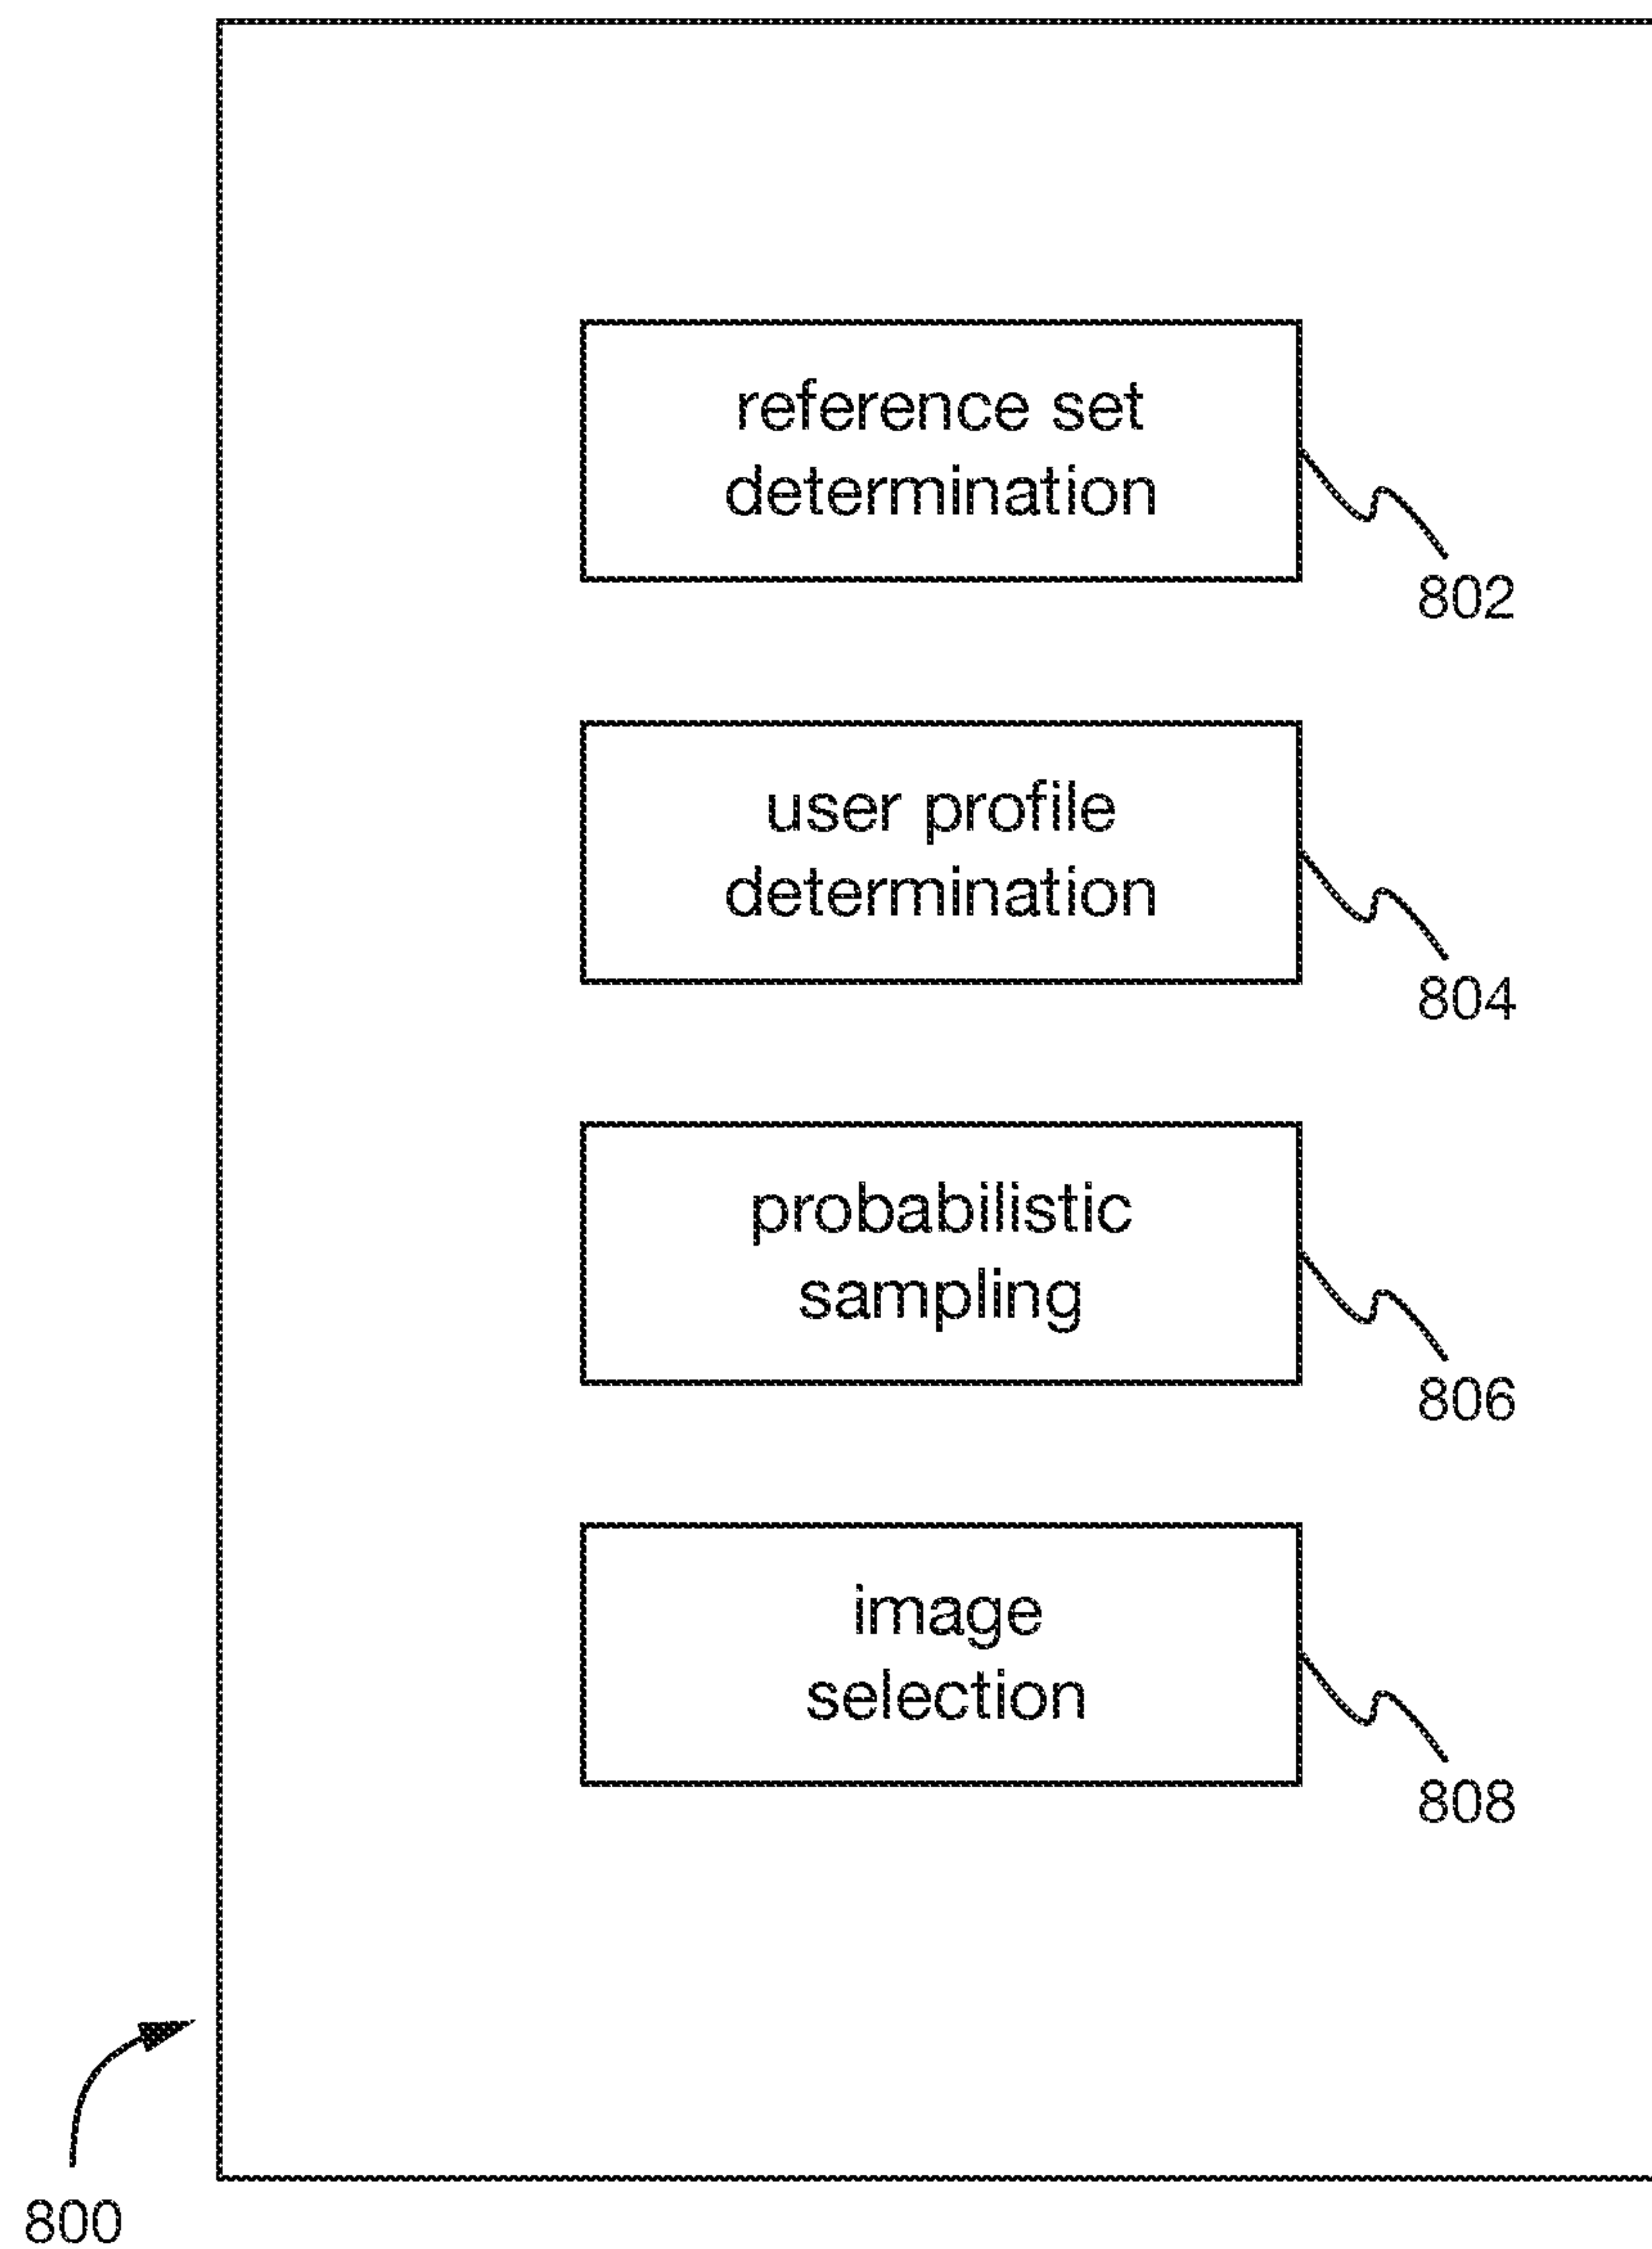 reference set
determination
802
user profile
determination
804
probabilistic
sampling
806
image
selection
808
800